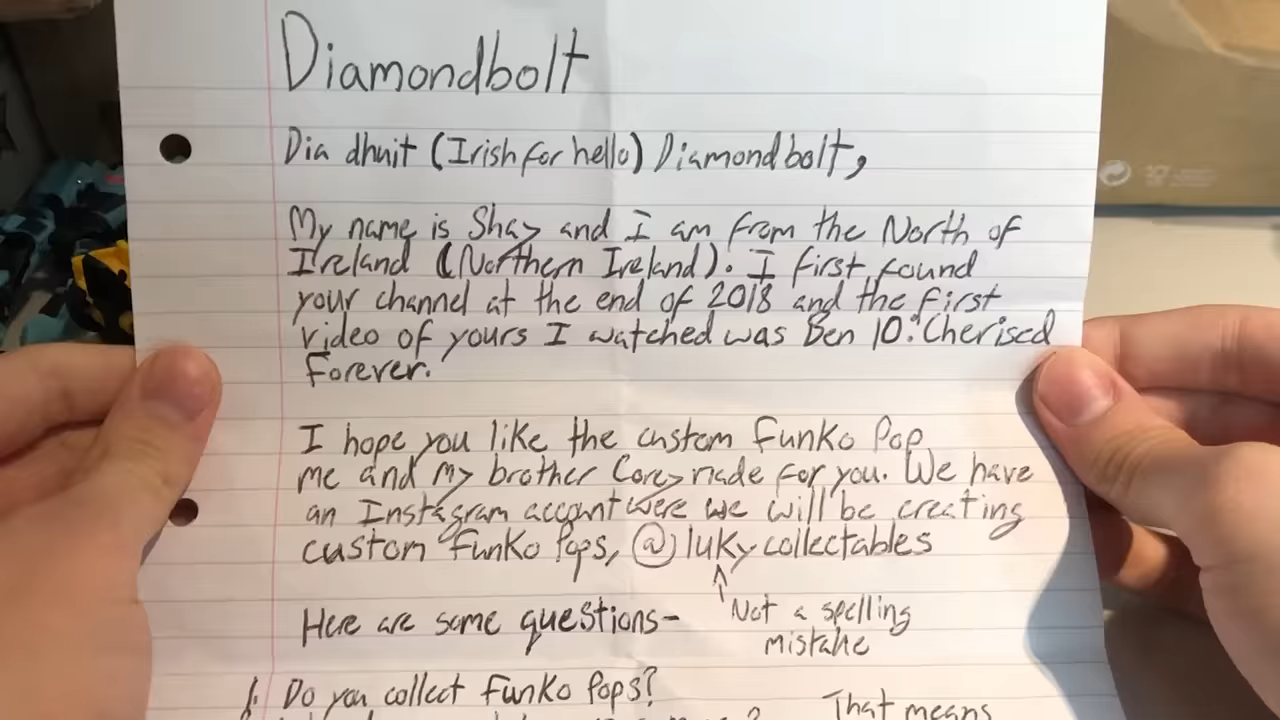 Diamondbolt
Dia dhuit (Irish for hello) Diamondbolt,
My name is Shay and I am from the North of
Ireland (Northern Ireland). I first found
your channel at the end of 2018 and the first
video of yours I watched was Ben 10: Cherised
Forever.
I hope you like the custom Funko Pop
me and my brother Corey made for you. We have
an Instagram account were we will be creating
custom Funko Pops, @lukycollectables
Here are some questions-
Not a spelling
mistake
1. Do you collect Funko Pops?
That means